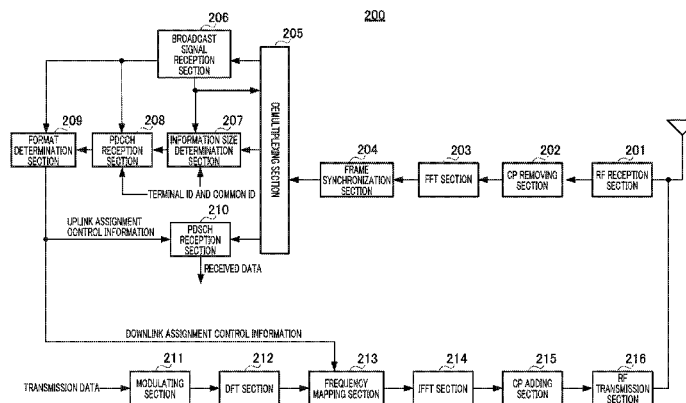 200
206
BROADCAST
SIGNAL
RECEPTION
SECTION
205
DEMULTIPLEXING SECTION
209
FORMAT
DETERMINATION
SECTION
208
PDCCH
RECEPTION
SECTION
207
INFORMATION SIZE
DETERMINATION
SECTION
204
FRAME
SYNCHRONIZATION
SECTION
203
FFT SECTION
202
CP REMOVING
SECTION
201
RF RECEPTION
SECTION
TERMINAL ID AND COMMON ID
UPLINK ASSIGNMENT
CONTROL INFORMATION
210
PDSCH
RECEPTION
SECTION
RECEIVED DATA
DOWNLINK ASSIGNMENT CONTROL INFORMATION
TRANSMISSION DATA
211
MODULATING
SECTION
212
DFT SECTION
213
FREQUENCY
MAPPING SECTION
214
IFFT SECTION
215
CP ADDING
SECTION
216
RF
TRANSMISSION
SECTION